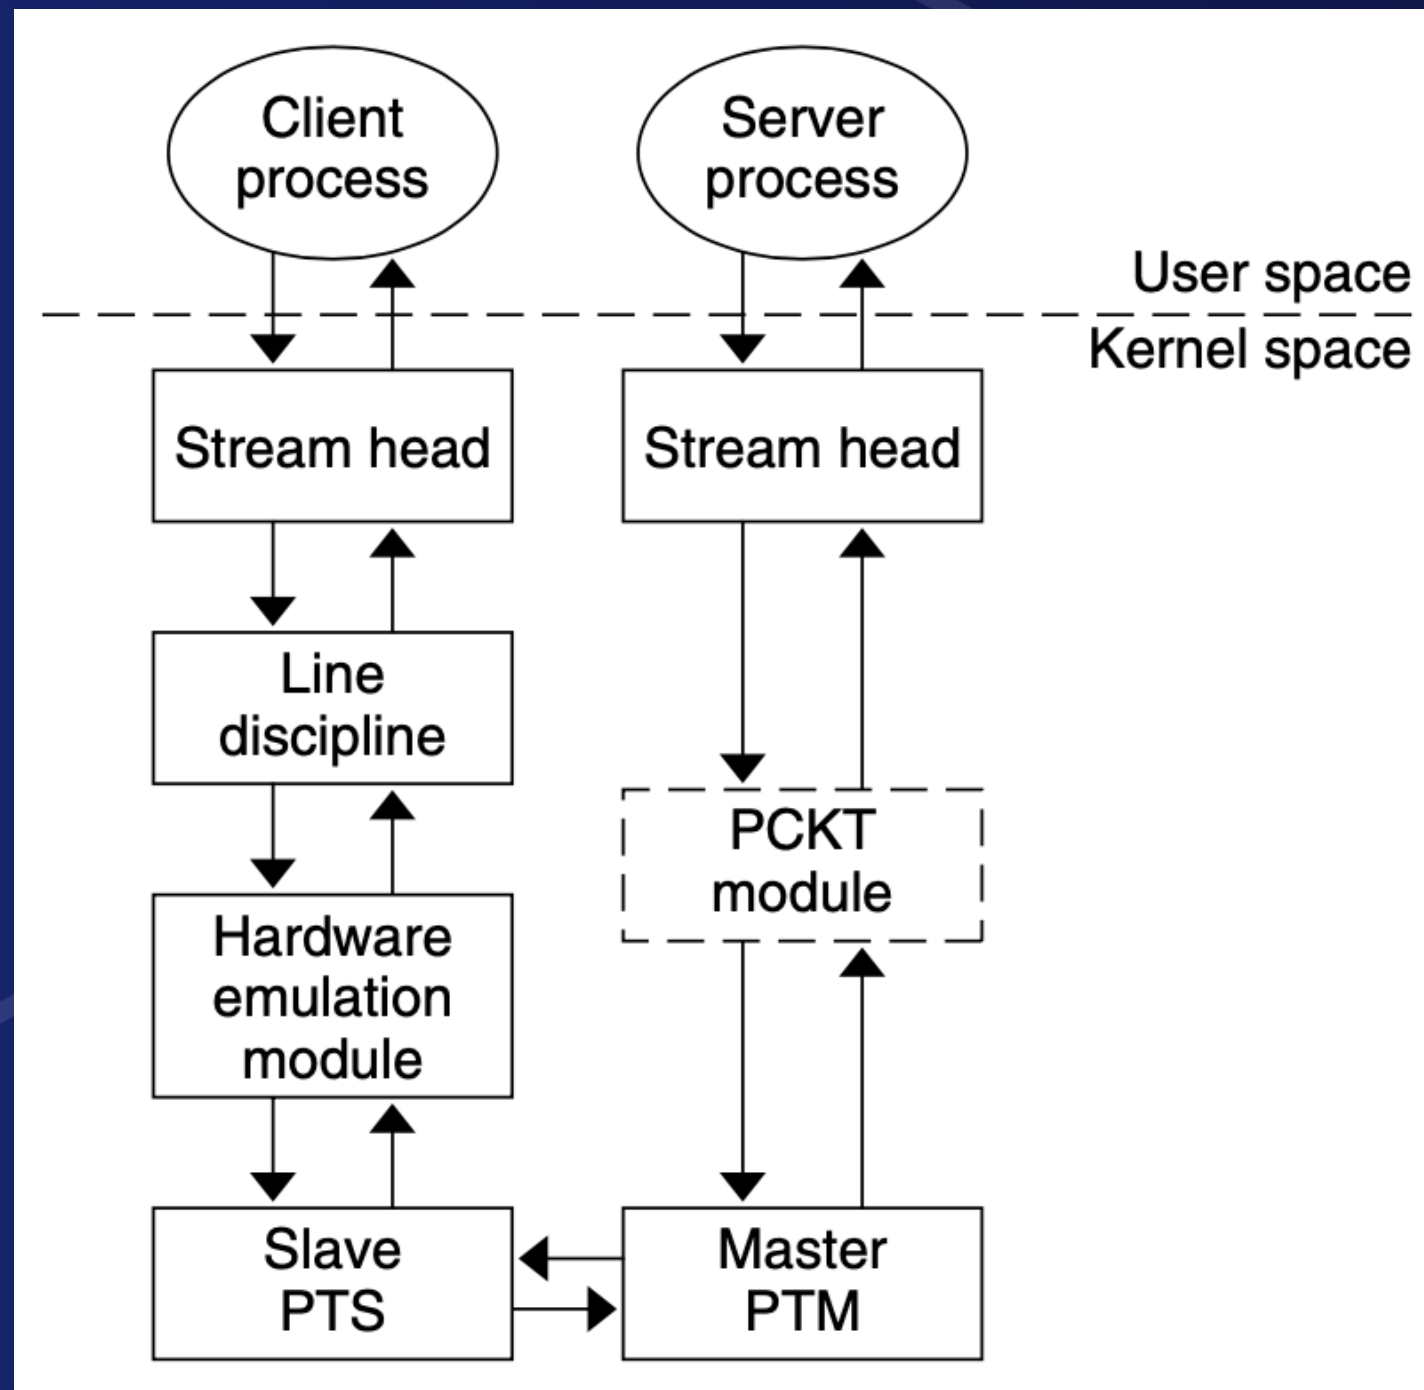 Client
process
Server
process
User space
Kernel space
Stream head
Stream head
Line
discipline
PCKT
module
Hardware
emulation
module
Slave
PTS
Master
PTM